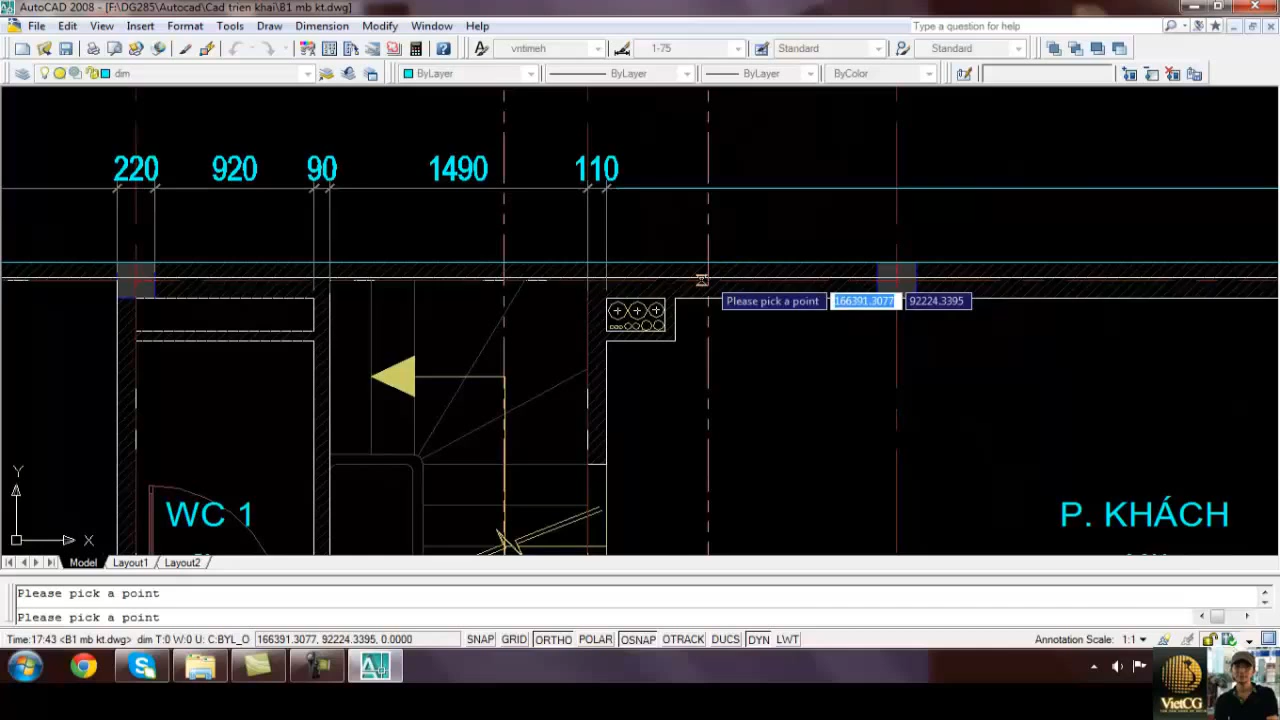 AutoCAD 2008 - [F:\DG285\Autocad\Cad trien khai\B1 mb kt.dwg]
File Edit View Insert Format Tools Draw Dimension Modify Window Help
Type a question for help
vntimeh 1-75 Standard Standard
dim ByLayer ByLayer ByLayer ByColor
220 920 90 1490 110
Please pick a point 166391.3077 92224.3395
WC 1
P. KHÁCH
Y
X
Model Layout1 Layout2
Please pick a point
Please pick a point
Time:17:43 <B1 mb kt.dwg> dim T:0 W:0 U: C:BYL_O 166391.3077, 92224.3395, 0.0000 SNAP GRID ORTHO POLAR OSNAP OTRACK DUCS DYN LWT Annotation Scale: 1:1
VietCG